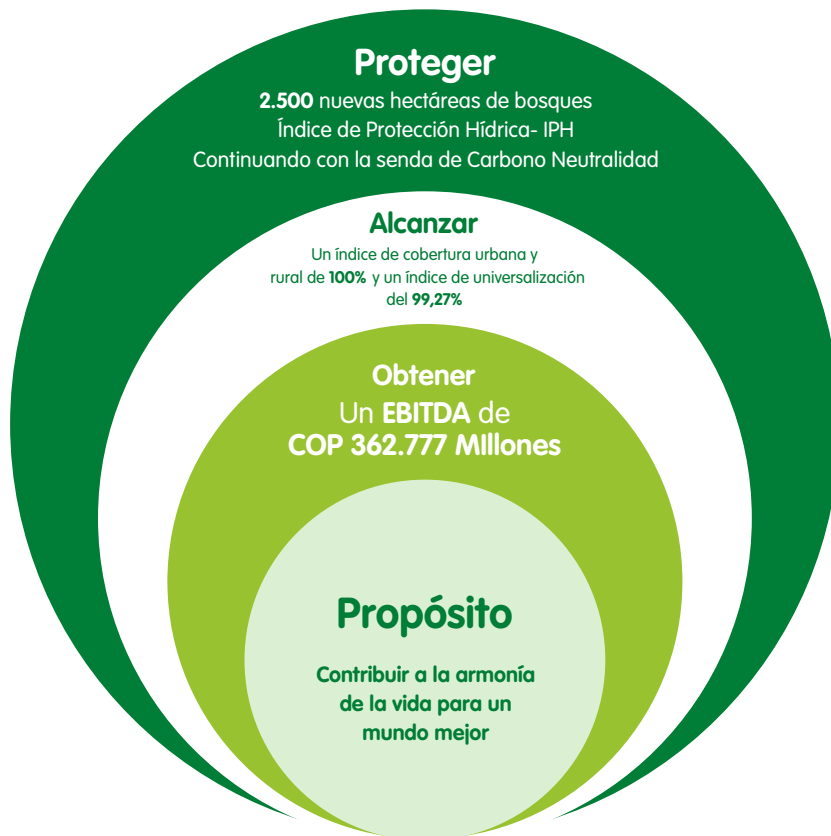 Proteger
2.500 nuevas hectáreas de bosques
Índice de Protección Hídrica- IPH
Continuando con la senda de Carbono Neutralidad
Alcanzar
Un índice de cobertura urbana y
rural de 100% y un índice de universalización
del 99,27%
Obtener
Un EBITDA de
COP 362.777 MIllones
Propósito
Contribuir a la armonía
de la vida para un
mundo mejor